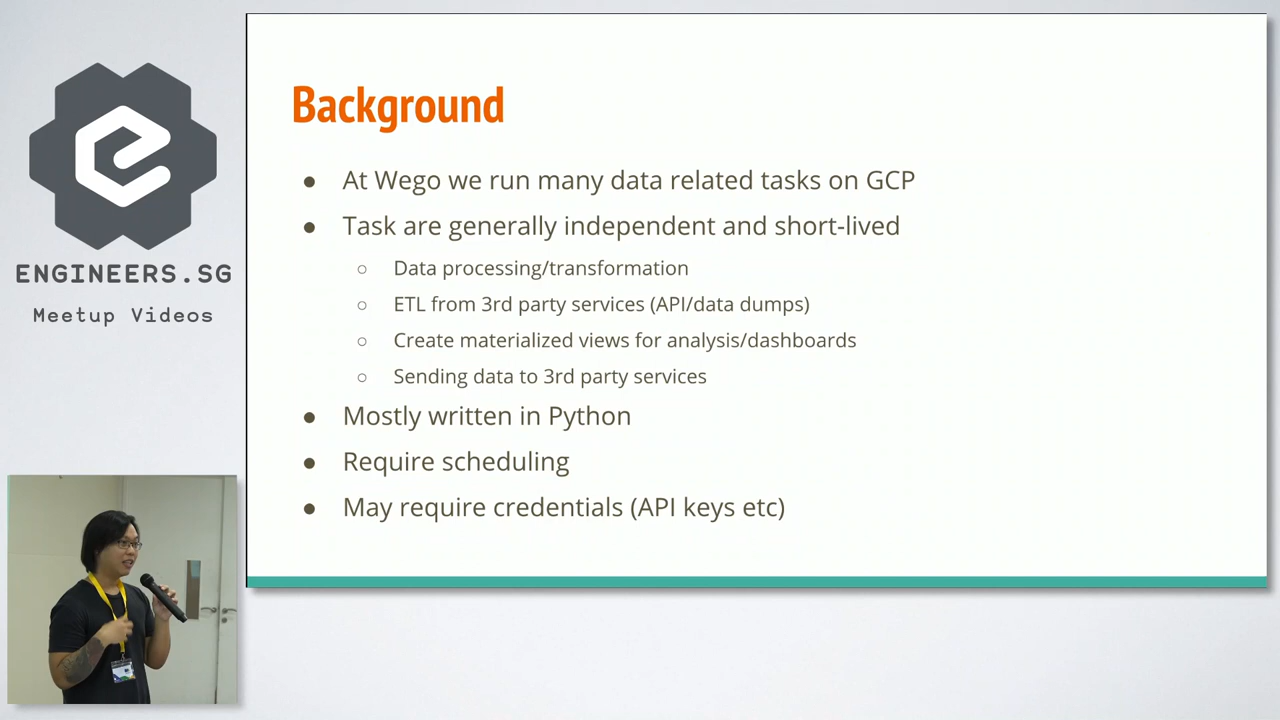 Background
● At Wego we run many data related tasks on GCP
● Task are generally independent and short-lived
○ Data processing/transformation
○ ETL from 3rd party services (API/data dumps)
○ Create materialized views for analysis/dashboards
○ Sending data to 3rd party services
● Mostly written in Python
● Require scheduling
● May require credentials (API keys etc)
ENGINEERS.SG
Meetup Videos